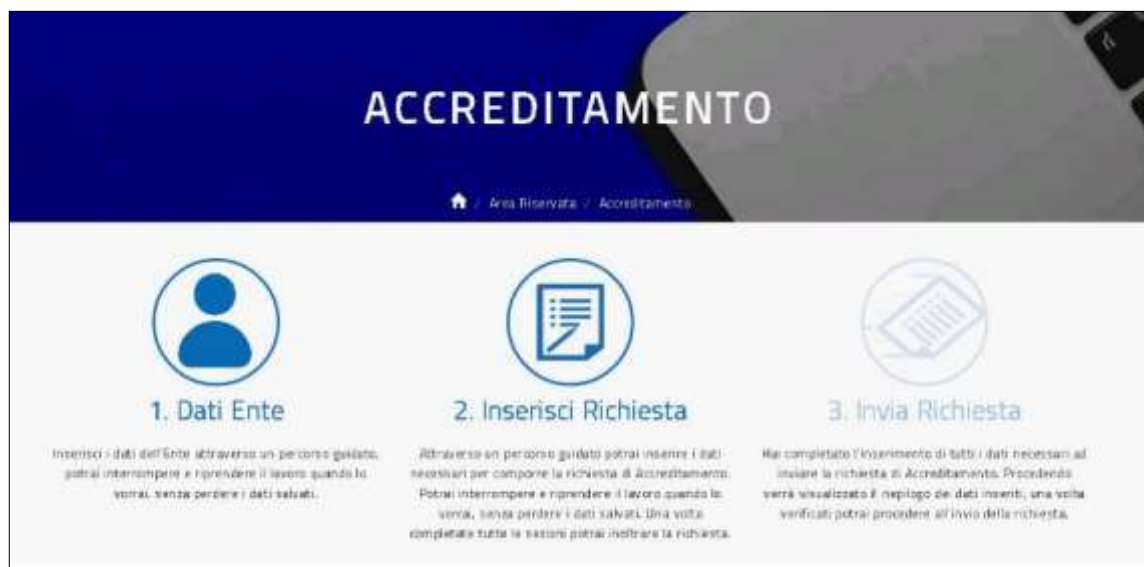 ACCREDITAMENTO
/ Area Riservata / Accreditamento
1. Dati Ente
Inserisci i dati dell'Ente attraverso un percorso guidato,
potrai interrompere e riprendere il lavoro quando lo
vorrai, senza perdere i dati salvati.
2. Inserisci Richiesta
Attraverso un percorso guidato potrai inserire i dati
necessari per comporre la richiesta di Accreditamento.
Potrai interrompere e riprendere il lavoro quando lo
vorrai, senza perdere i dati salvati. Una volta
completate tutte le sezioni potrai inoltrare la richiesta.
3. Invia Richiesta
Hai completato l'inserimento di tutti i dati necessari ad
inviare la richiesta di Accreditamento. Procedendo
verrà visualizzato il riepilogo dei dati inseriti, una volta
verificati potrai procedere all'invio della richiesta.